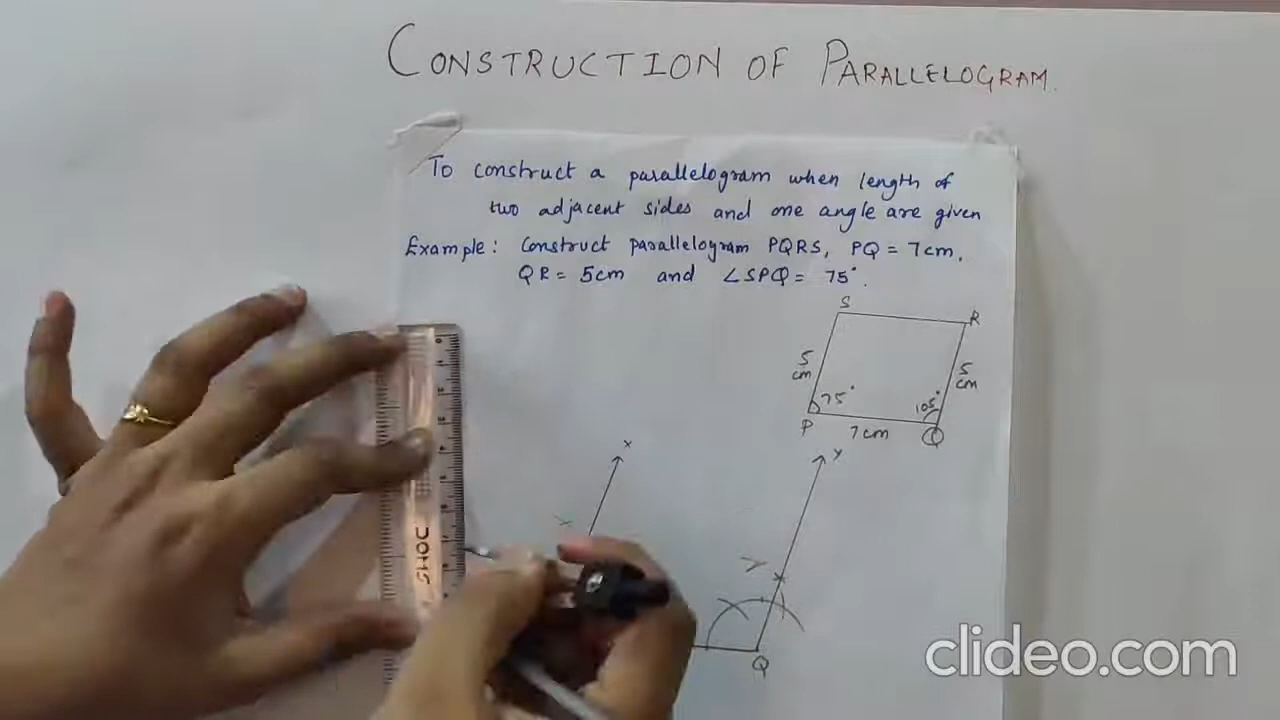 CONSTRUCTION OF PARALLELOGRAM.
To construct a parallelogram when length of
two adjacent sides and one angle are given
Example: Construct parallelogram PQRS, PQ = 7cm,
QR = 5cm and ∠SPQ = 75°.
S
R
5
cm
5
cm
75°
105°
P
7cm
Q
x
y
Q
DOMS
clideo.com